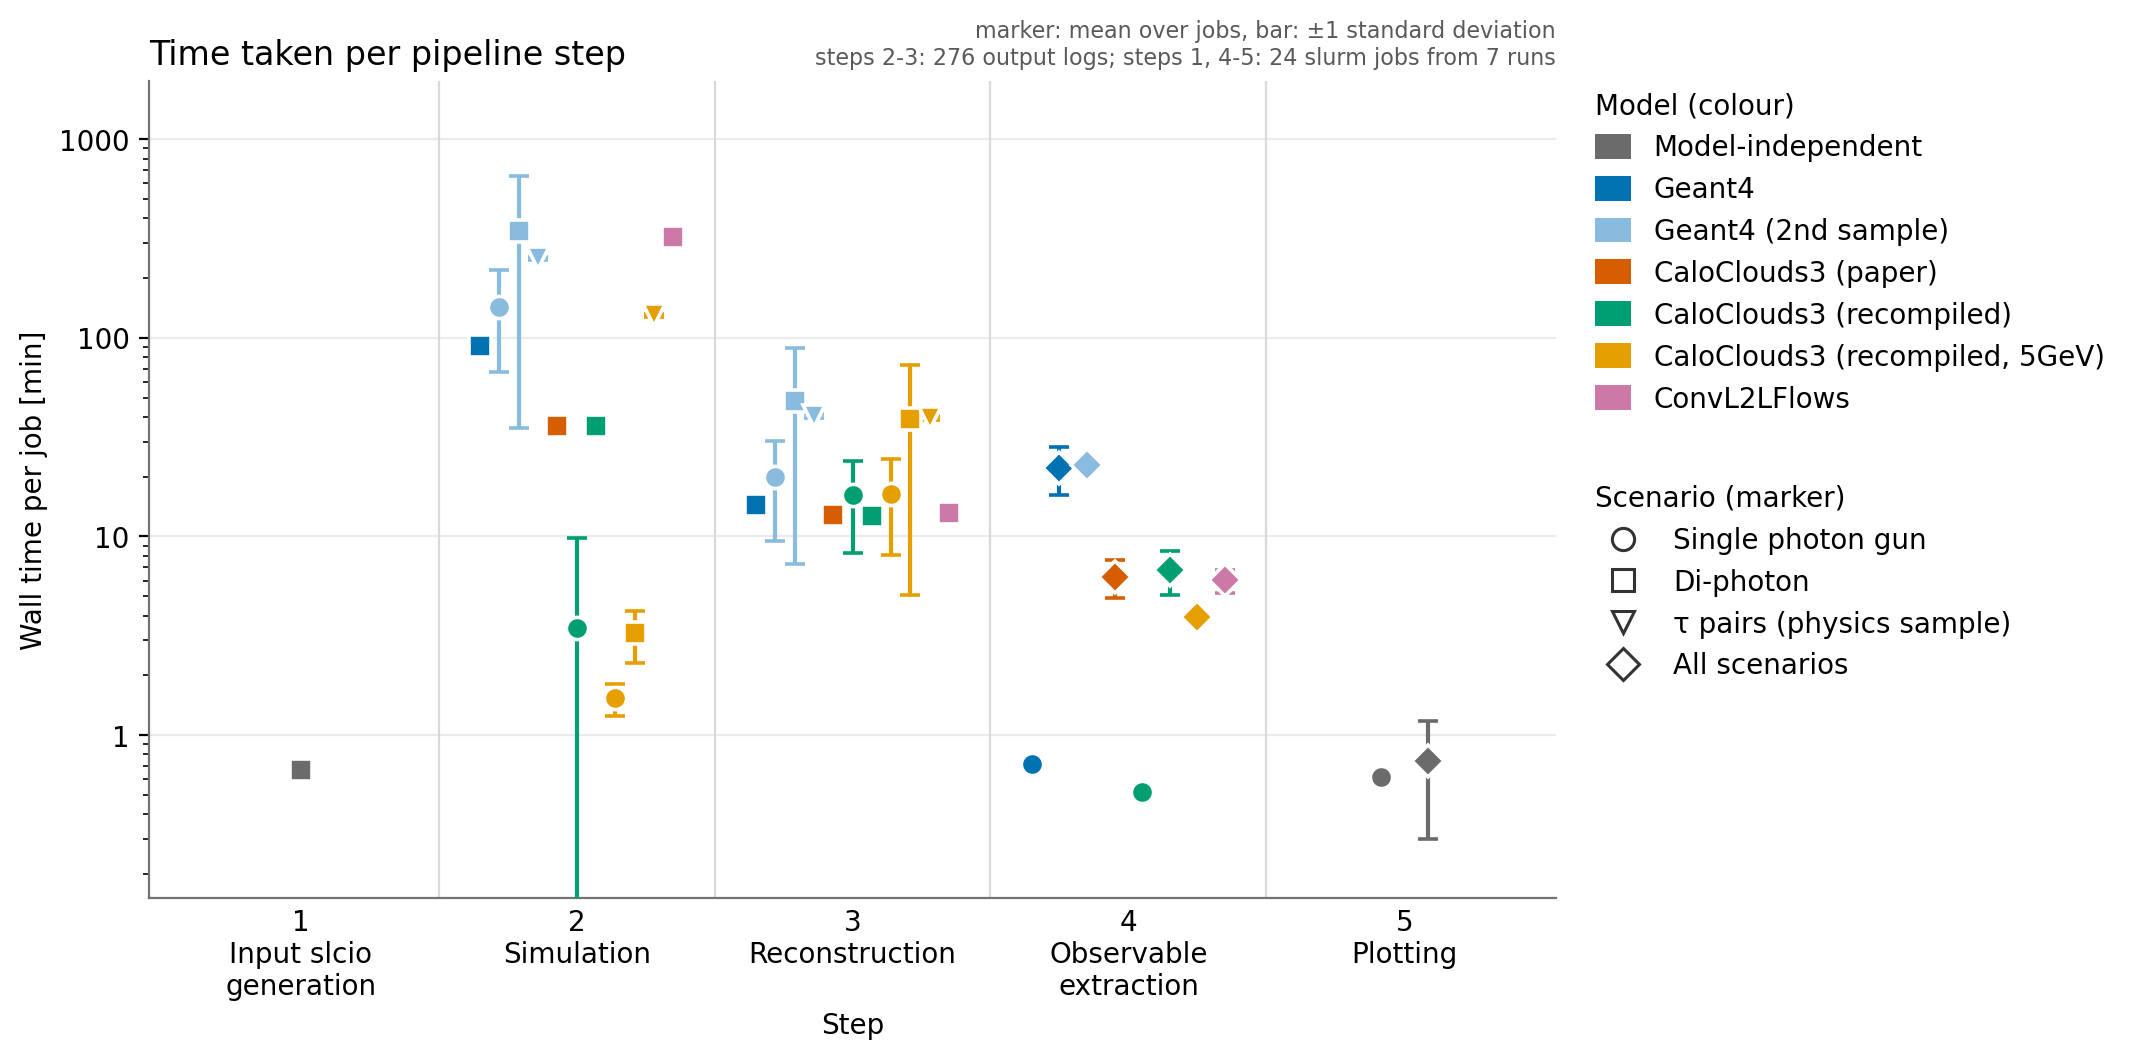 marker: mean over jobs, bar: ±1 standard deviation
Time taken per pipeline step
steps 2-3: 276 output logs; steps 1, 4-5: 24 slurm jobs from 7 runs
Wall time per job [min]
1000
100
10
1
1
Input slcio
generation
2
Simulation
3
Reconstruction
4
Observable
extraction
5
Plotting
Step
Model (colour)
Model-independent
Geant4
Geant4 (2nd sample)
CaloClouds3 (paper)
CaloClouds3 (recompiled)
CaloClouds3 (recompiled, 5GeV)
ConvL2LFlows
Scenario (marker)
Single photon gun
Di-photon
τ pairs (physics sample)
All scenarios